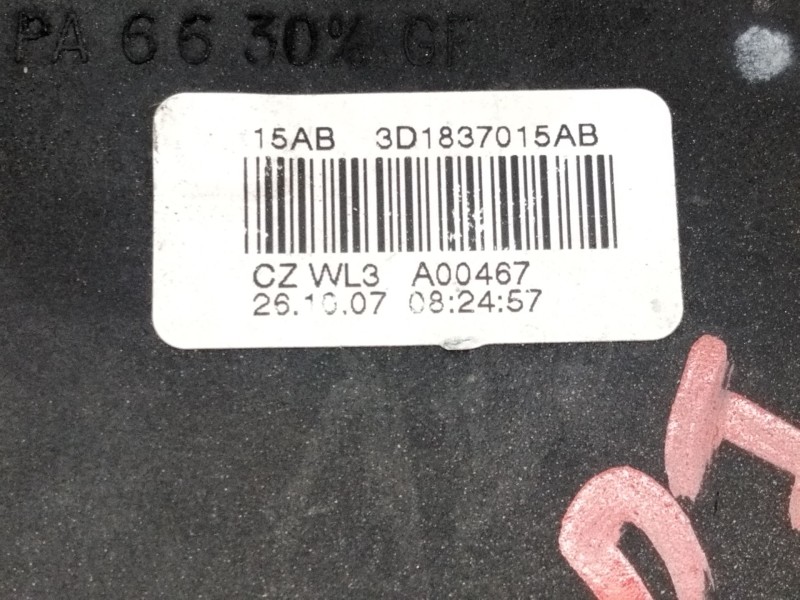 PA 66 30% GF
15AB 3D1837015AB
CZ WL3 A00467
26.10.07 08:24:57